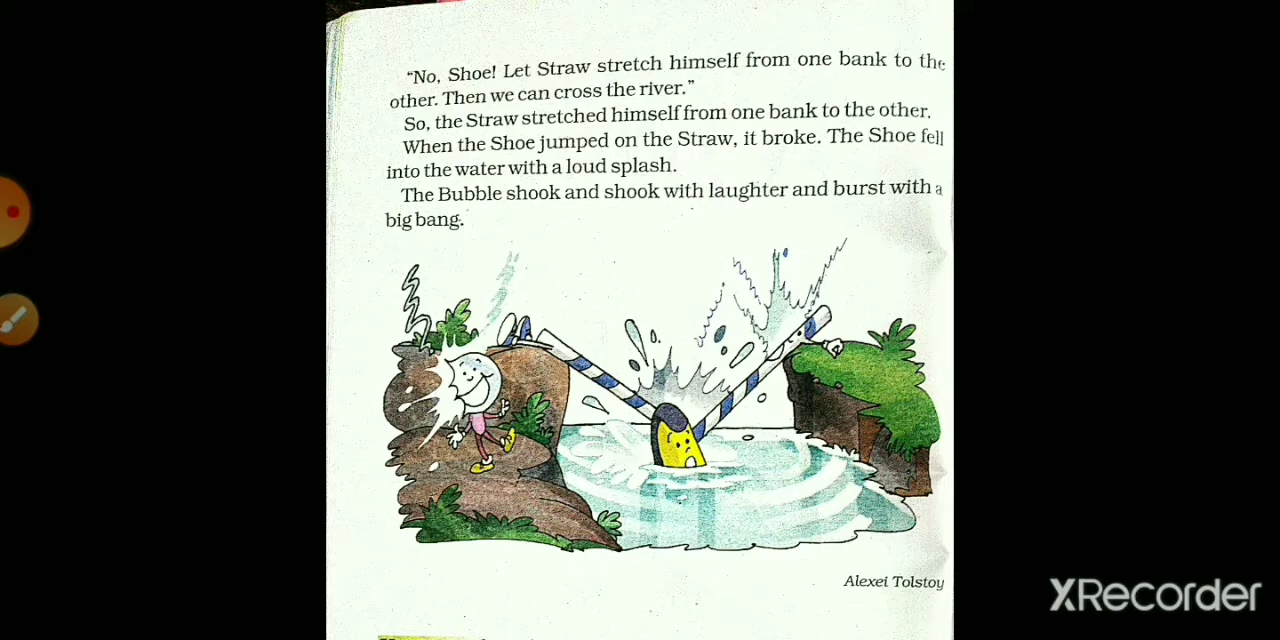 “No, Shoe! Let Straw stretch himself from one bank to the
other. Then we can cross the river.”
So, the Straw stretched himself from one bank to the other.
When the Shoe jumped on the Straw, it broke. The Shoe fell
into the water with a loud splash.
The Bubble shook and shook with laughter and burst with a
big bang.
Alexei Tolstoy
XRecorder